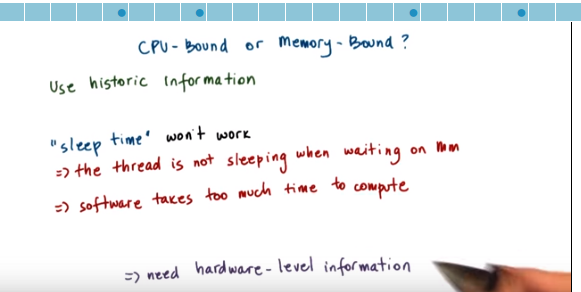 CPU-Bound or Memory-Bound?
Use historic information
"sleep time" won't work
=> the thread is not sleeping when waiting on mm
=> software takes too much time to compute
=> need hardware-level information